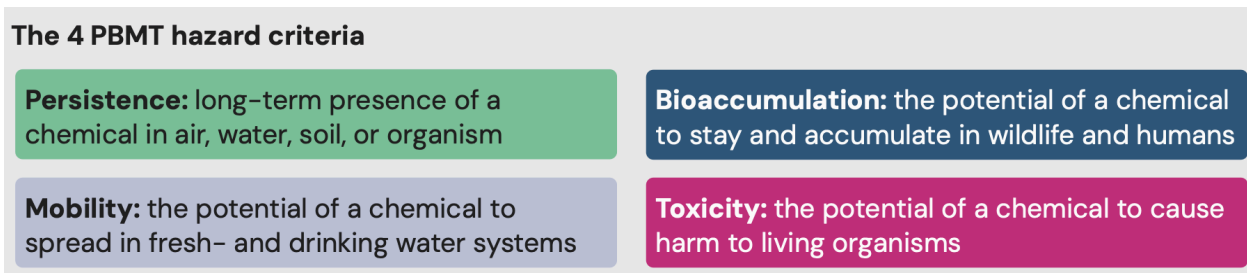 The 4 PBMT hazard criteria
Persistence: long-term presence of a
chemical in air, water, soil, or organism
Bioaccumulation: the potential of a chemical
to stay and accumulate in wildlife and humans
Mobility: the potential of a chemical to
spread in fresh- and drinking water systems
Toxicity: the potential of a chemical to cause
harm to living organisms